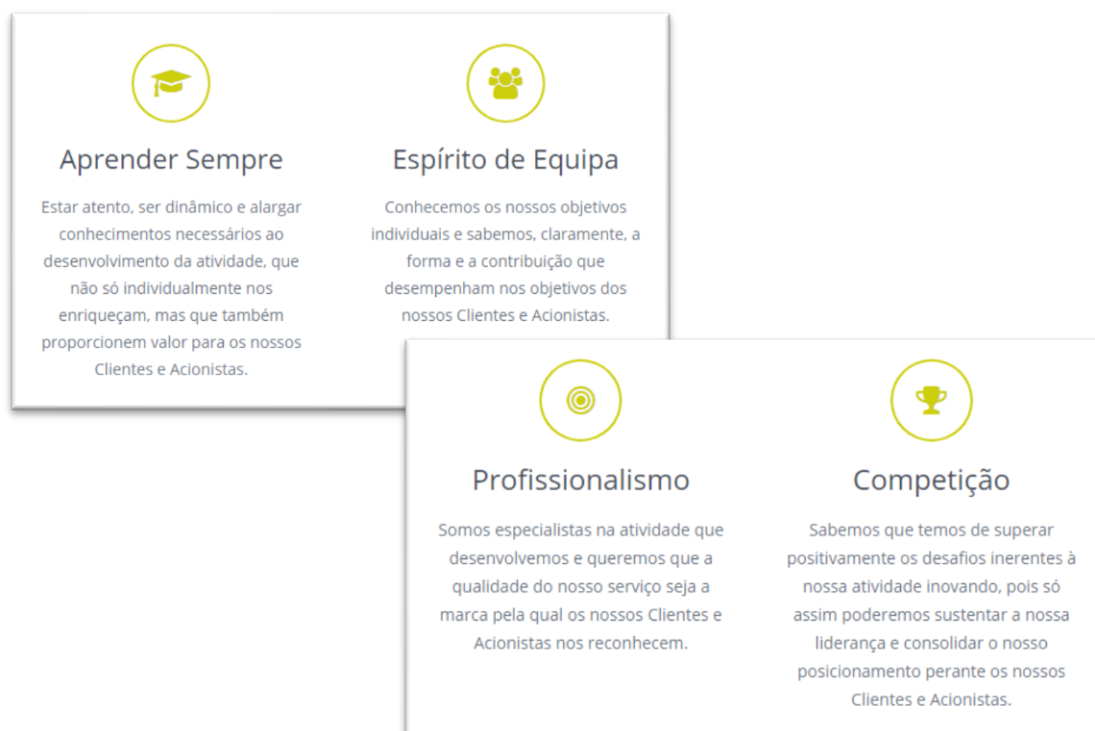 Aprender Sempre
Estar atento, ser dinâmico e alargar
conhecimentos necessários ao
desenvolvimento da atividade, que
não só individualmente nos
enriqueçam, mas que também
proporcionem valor para os nossos
Clientes e Acionistas.
Espírito de Equipa
Conhecemos os nossos objetivos
individuais e sabemos, claramente, a
forma e a contribuição que
desempenham nos objetivos dos
nossos Clientes e Acionistas.
Profissionalismo
Somos especialistas na atividade que
desenvolvemos e queremos que a
qualidade do nosso serviço seja a
marca pela qual os nossos Clientes e
Acionistas nos reconhecem.
Competição
Sabemos que temos de superar
positivamente os desafios inerentes à
nossa atividade inovando, pois só
assim poderemos sustentar a nossa
liderança e consolidar o nosso
posicionamento perante os nossos
Clientes e Acionistas.